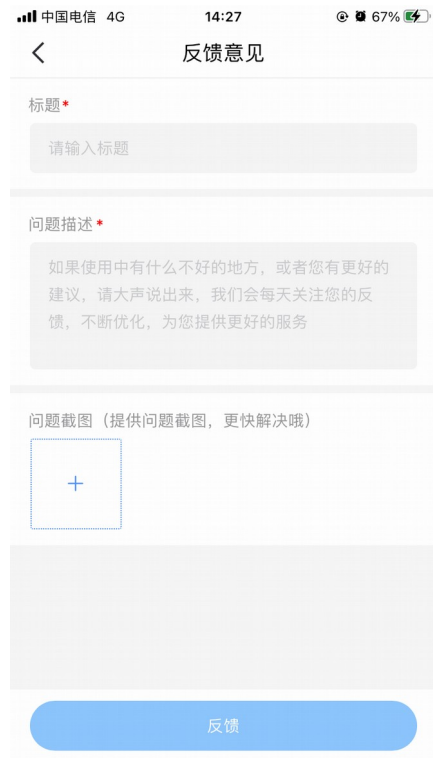 中国电信 4G 14:27 67%
反馈意见
标题*
请输入标题
问题描述*
如果使用中有什么不好的地方，或者您有更好的
建议，请大声说出来，我们会每天关注您的反
馈，不断优化，为您提供更好的服务
问题截图（提供问题截图，更快解决哦）
+
反馈